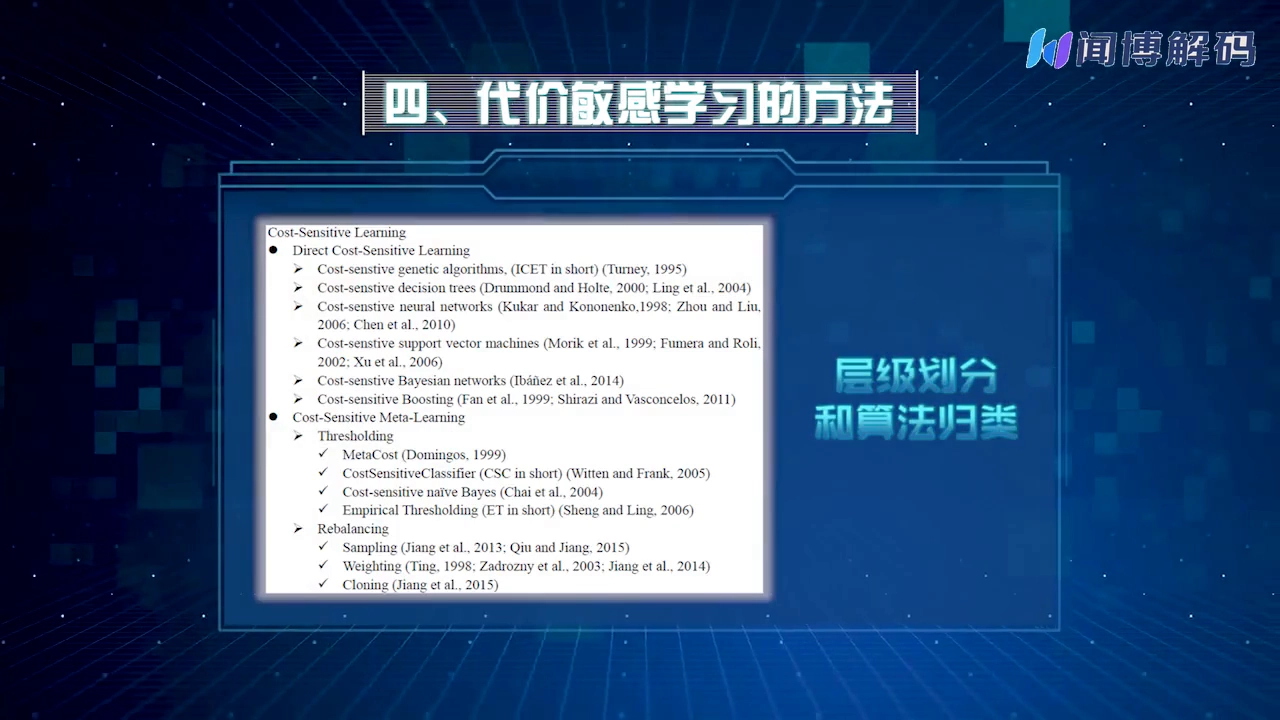 闻博解码
四、代价敏感学习的方法
Cost-Sensitive Learning
● Direct Cost-Sensitive Learning
➢ Cost-senstive genetic algorithms, (ICET in short) (Turney, 1995)
➢ Cost-senstive decision trees (Drummond and Holte, 2000; Ling et al., 2004)
➢ Cost-senstive neural networks (Kukar and Kononenko,1998; Zhou and Liu,
2006; Chen et al., 2010)
➢ Cost-senstive support vector machines (Morik et al., 1999; Fumera and Roli,
2002; Xu et al., 2006)
➢ Cost-senstive Bayesian networks (Ibáñez et al., 2014)
➢ Cost-sensitive Boosting (Fan et al., 1999; Shirazi and Vasconcelos, 2011)
● Cost-Sensitive Meta-Learning
➢ Thresholding
✓ MetaCost (Domingos, 1999)
✓ CostSensitiveClassifier (CSC in short) (Witten and Frank, 2005)
✓ Cost-sensitive naïve Bayes (Chai et al., 2004)
✓ Empirical Thresholding (ET in short) (Sheng and Ling, 2006)
➢ Rebalancing
✓ Sampling (Jiang et al., 2013; Qiu and Jiang, 2015)
✓ Weighting (Ting, 1998; Zadrozny et al., 2003; Jiang et al., 2014)
✓ Cloning (Jiang et al., 2015)
层级划分
和算法归类